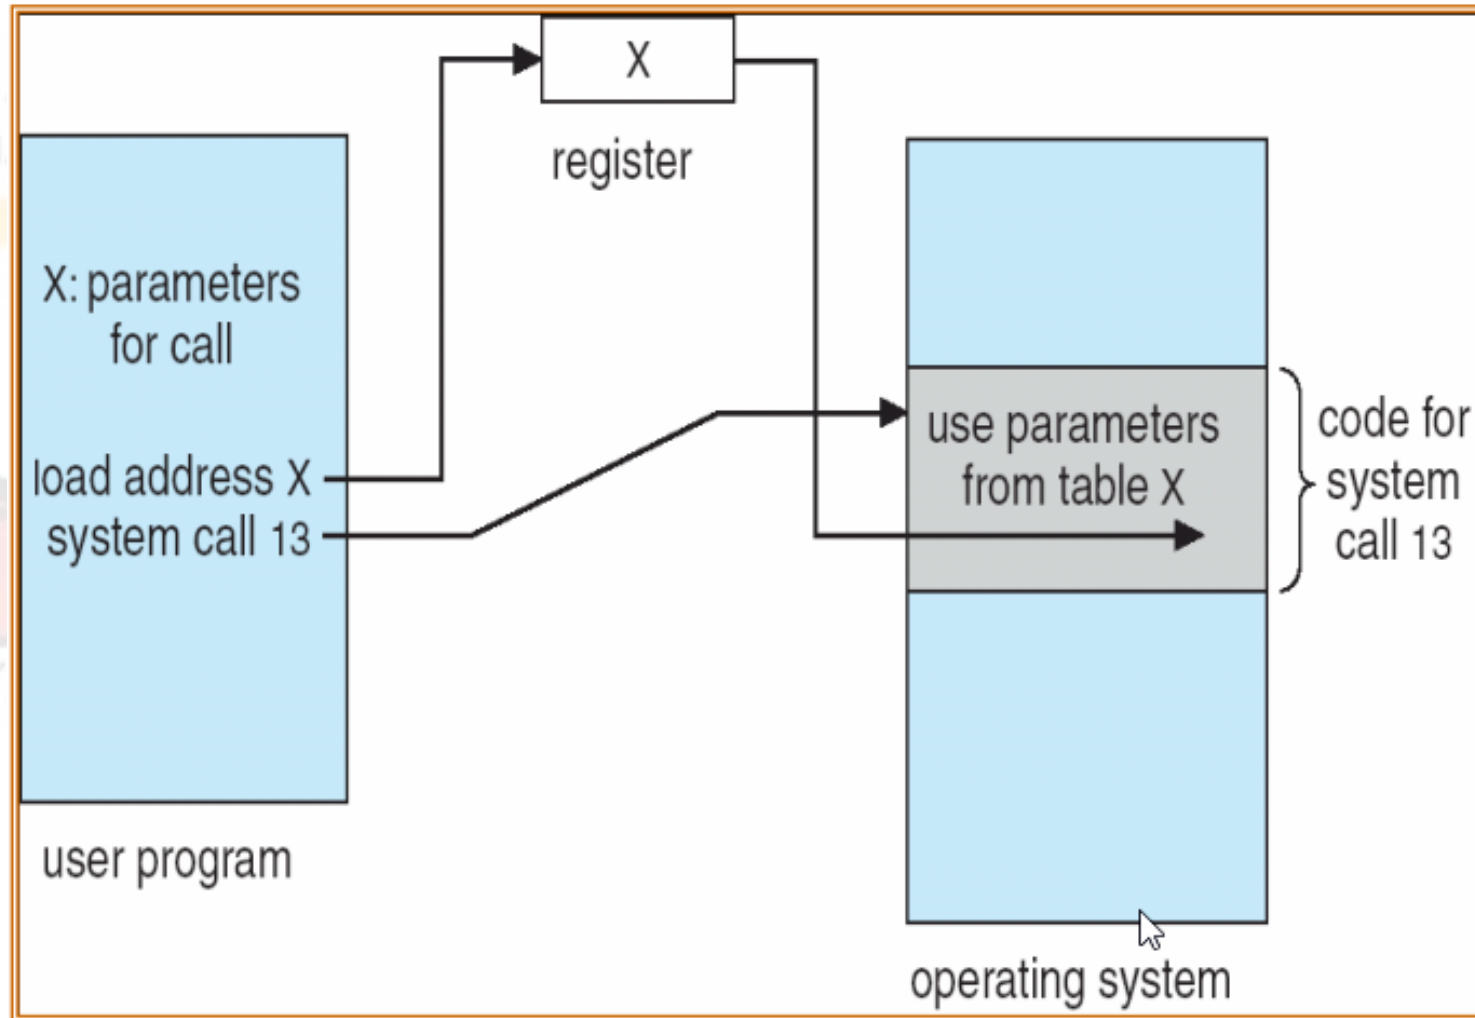 X
register
X: parameters
for call
load address X
system call 13
user program
use parameters
from table X
code for
system
call 13
operating system